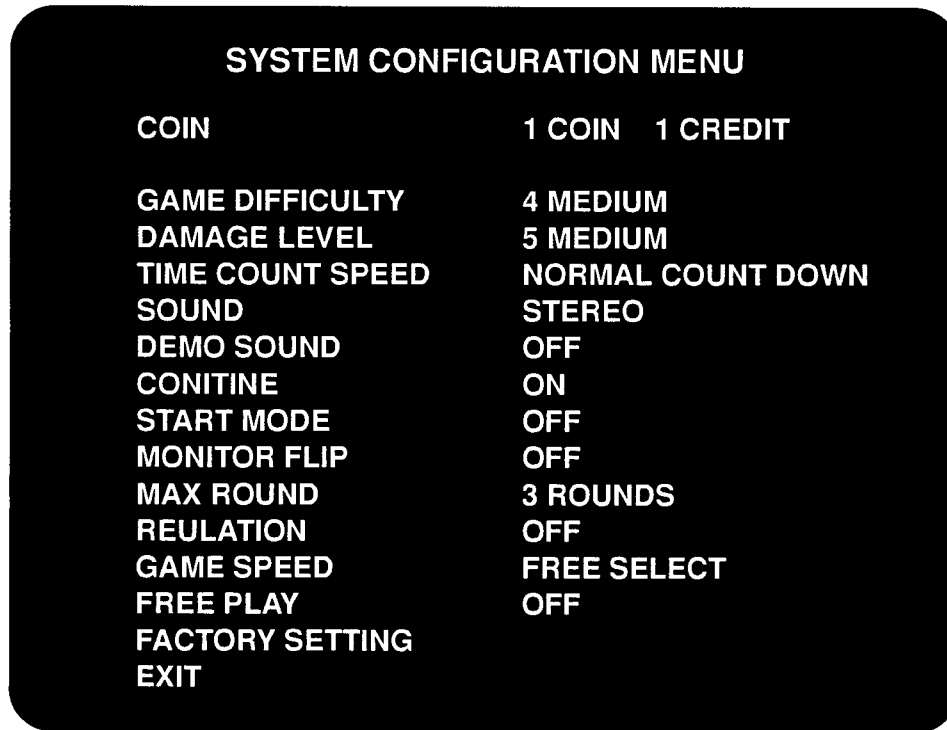 SYSTEM CONFIGURATION MENU
COIN 1 COIN 1 CREDIT
GAME DIFFICULTY 4 MEDIUM
DAMAGE LEVEL 5 MEDIUM
TIME COUNT SPEED NORMAL COUNT DOWN
SOUND STEREO
DEMO SOUND OFF
CONITINE ON
START MODE OFF
MONITOR FLIP OFF
MAX ROUND 3 ROUNDS
REULATION OFF
GAME SPEED FREE SELECT
FREE PLAY OFF
FACTORY SETTING
EXIT